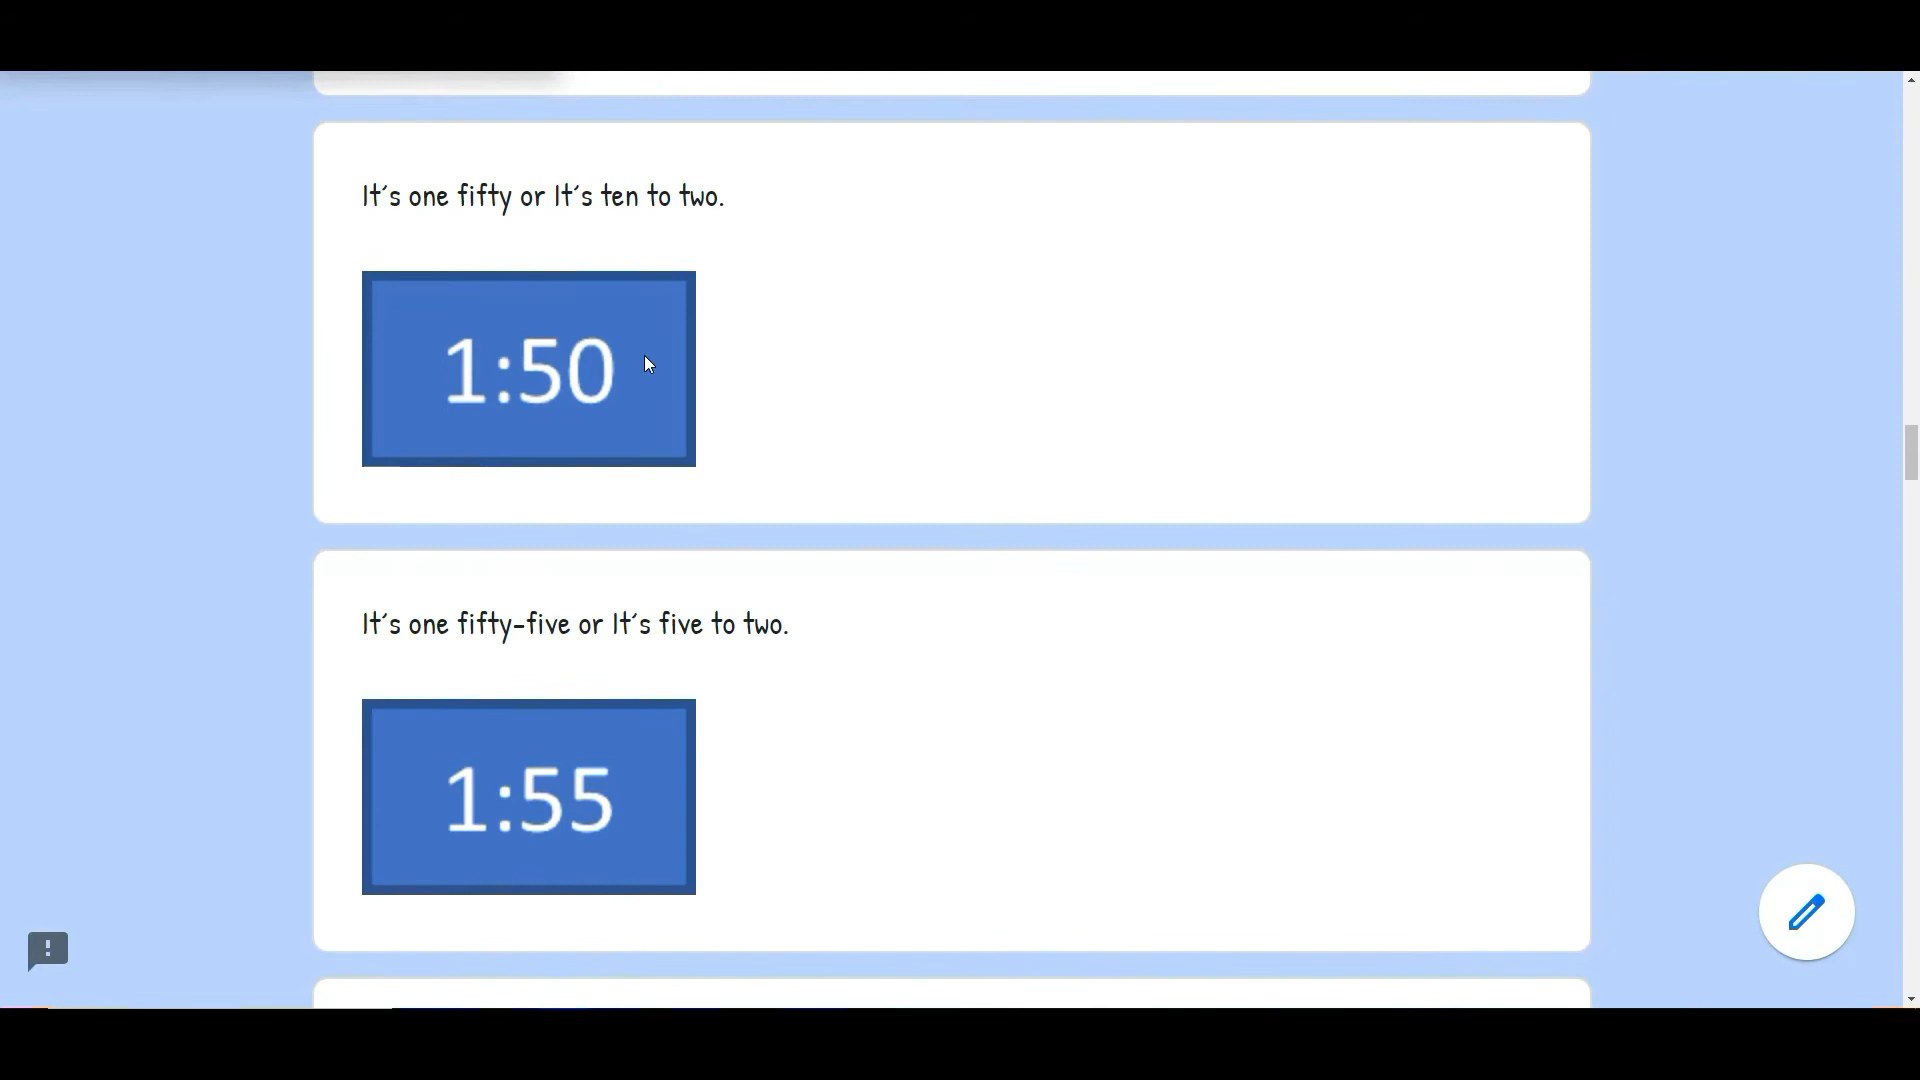 It´s one fifty or It´s ten to two.
1:50
It´s one fifty-five or It´s five to two.
1:55